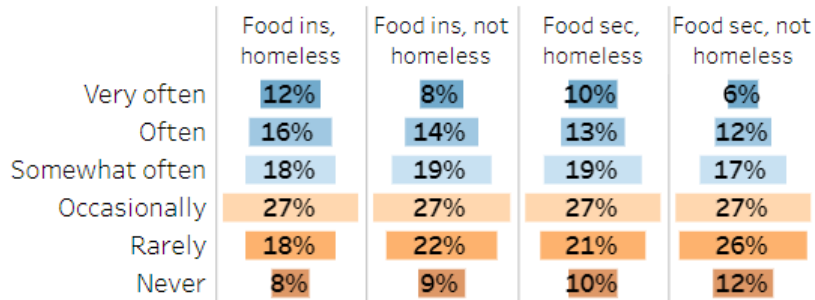 Food ins, homeless
Food ins, not homeless
Food sec, homeless
Food sec, not homeless
Very often 12% 8% 10% 6%
Often 16% 14% 13% 12%
Somewhat often 18% 19% 19% 17%
Occasionally 27% 27% 27% 27%
Rarely 18% 22% 21% 26%
Never 8% 9% 10% 12%